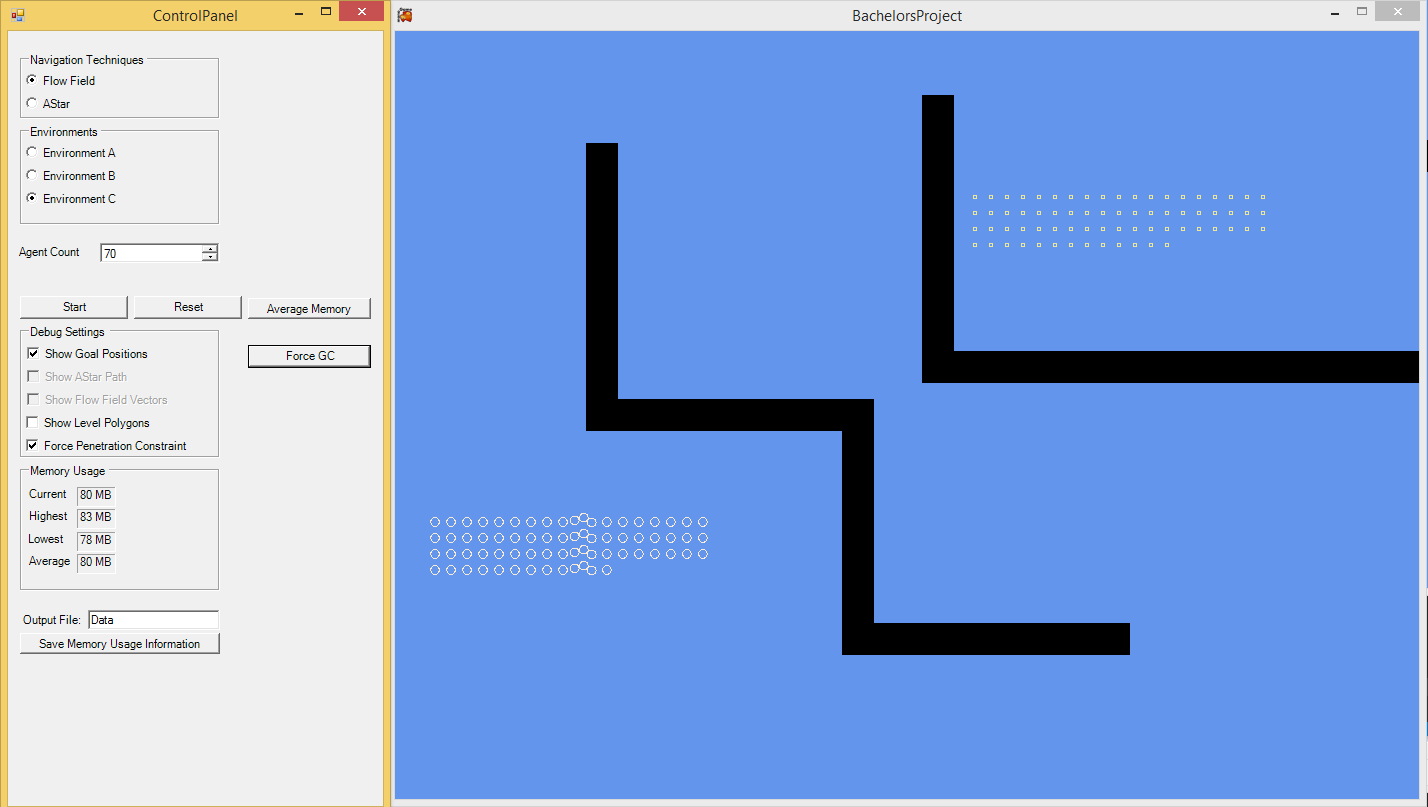 ControlPanel
BachelorsProject
Navigation Techniques
Flow Field
AStar
Environments
Environment A
Environment B
Environment C
Agent Count 70
Start Reset Average Memory
Debug Settings
Show Goal Positions
Force GC
Show AStar Path
Show Flow Field Vectors
Show Level Polygons
Force Penetration Constraint
Memory Usage
Current 80 MB
Highest 83 MB
Lowest 78 MB
Average 80 MB
Output File: Data
Save Memory Usage Information